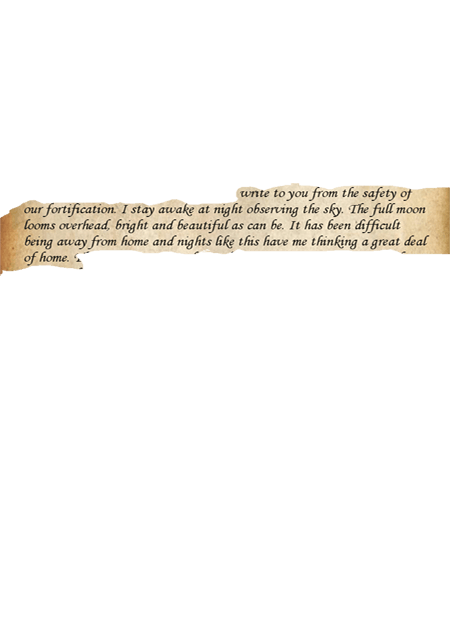 write to you from the safety of
our fortification. I stay awake at night observing the sky. The full moon
looms overhead, bright and beautiful as can be. It has been difficult
being away from home and nights like this have me thinking a great deal
of home.